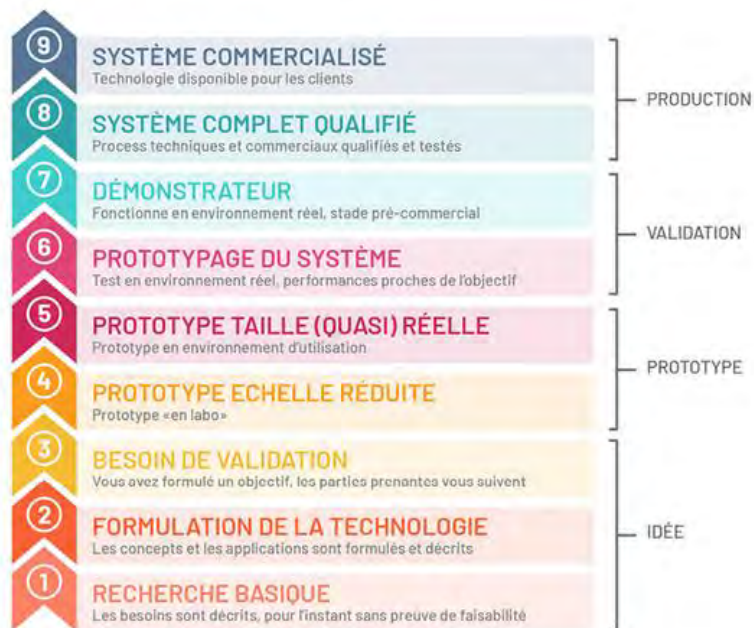 9
SYSTÈME COMMERCIALISÉ
Technologie disponible pour les clients
8
SYSTÈME COMPLET QUALIFIÉ
Process techniques et commerciaux qualifiés et testés
PRODUCTION
7
DÉMONSTRATEUR
Fonctionne en environnement réel, stade pré-commercial
6
PROTOTYPAGE DU SYSTÈME
Test en environnement réel, performances proches de l'objectif
VALIDATION
5
PROTOTYPE TAILLE (QUASI) RÉELLE
Prototype en environnement d'utilisation
4
PROTOTYPE ECHELLE RÉDUITE
Prototype «en labo»
PROTOTYPE
3
BESOIN DE VALIDATION
Vous avez formulé un objectif, les parties prenantes vous suivent
2
FORMULATION DE LA TECHNOLOGIE
Les concepts et les applications sont formulés et décrits
1
RECHERCHE BASIQUE
Les besoins sont décrits, pour l'instant sans preuve de faisabilité
IDÉE